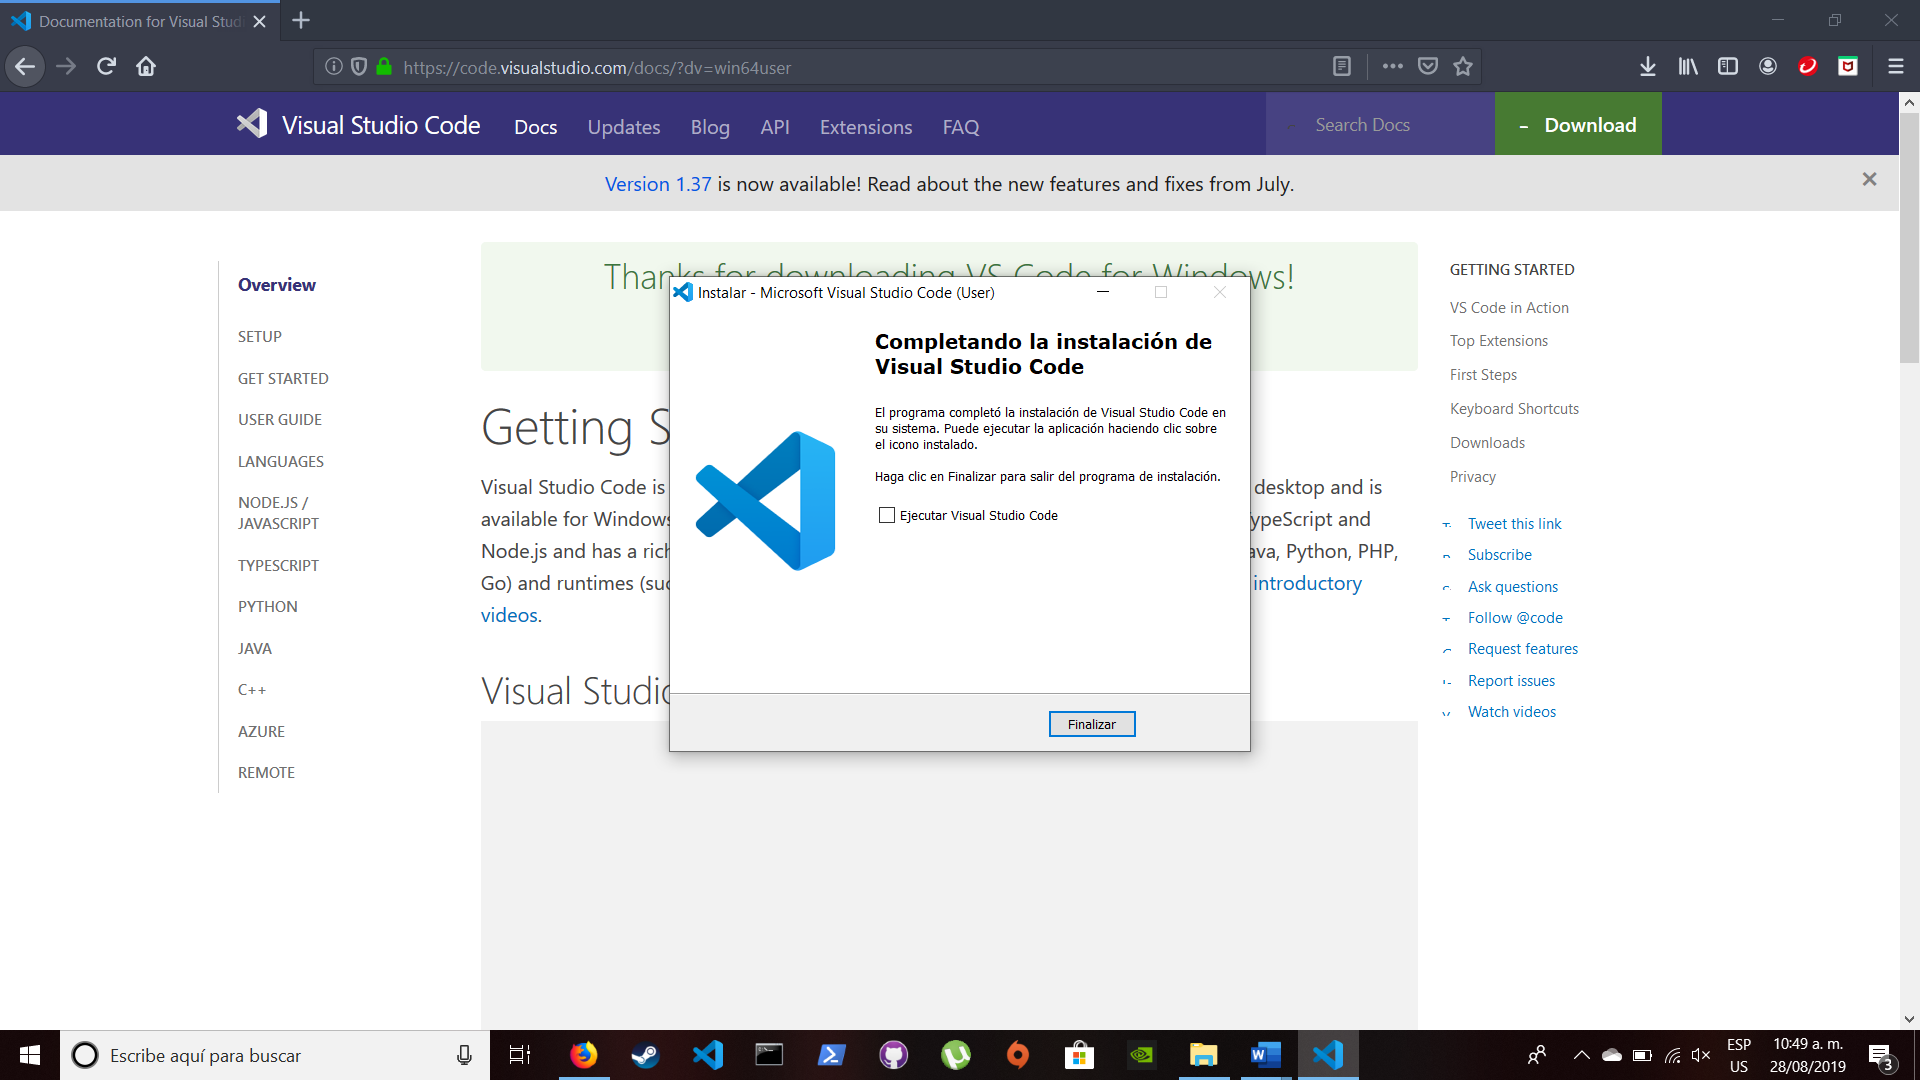 Documentation for Visual Stud
https://code.visualstudio.com/docs/?dv=win64user
Visual Studio Code
Docs
Updates
Blog
API
Extensions
FAQ
Search Docs
Download
Version 1.37 is now available! Read about the new features and fixes from July.
Overview
SETUP
GET STARTED
USER GUIDE
LANGUAGES
NODE.JS /
JAVASCRIPT
TYPESCRIPT
PYTHON
JAVA
C++
AZURE
REMOTE
Thanks for downloading VS Code for Windows!
Getting S
Visual Studio Code is
desktop and is
available for Windows
ypeScript and
Node.js and has a rich
ava, Python, PHP,
Go) and runtimes (suc
introductory
videos.
Visual Studio
Instalar - Microsoft Visual Studio Code (User)
Completando la instalación de
Visual Studio Code
El programa completó la instalación de Visual Studio Code en
su sistema. Puede ejecutar la aplicación haciendo clic sobre
el icono instalado.
Haga clic en Finalizar para salir del programa de instalación.
Ejecutar Visual Studio Code
Finalizar
GETTING STARTED
VS Code in Action
Top Extensions
First Steps
Keyboard Shortcuts
Downloads
Privacy
Tweet this link
Subscribe
Ask questions
Follow @code
Request features
Report issues
Watch videos
Escribe aquí para buscar
ESP
US
10:49 a. m.
28/08/2019
3